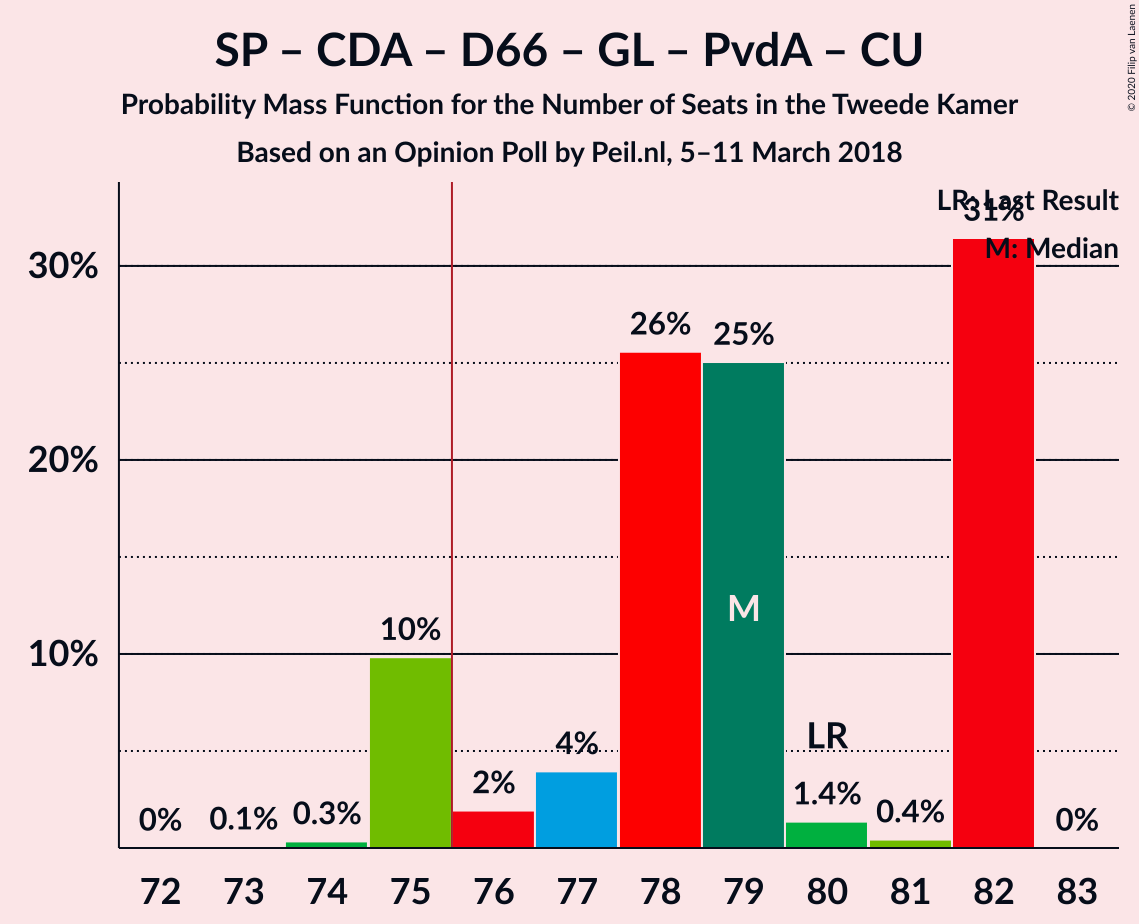 SP – CDA – D66 – GL – PvdA – CU
Probability Mass Function for the Number of Seats in the Tweede Kamer
Based on an Opinion Poll by Peil.nl, 5–11 March 2018
© 2020 Filip van Laenen
LR: Last Result
M: Median
30%
20%
10%
0%
0.1%
0.3%
10%
2%
4%
26%
25%
M
LR
1.4%
0.4%
31%
0%
72 73 74 75 76 77 78 79 80 81 82 83